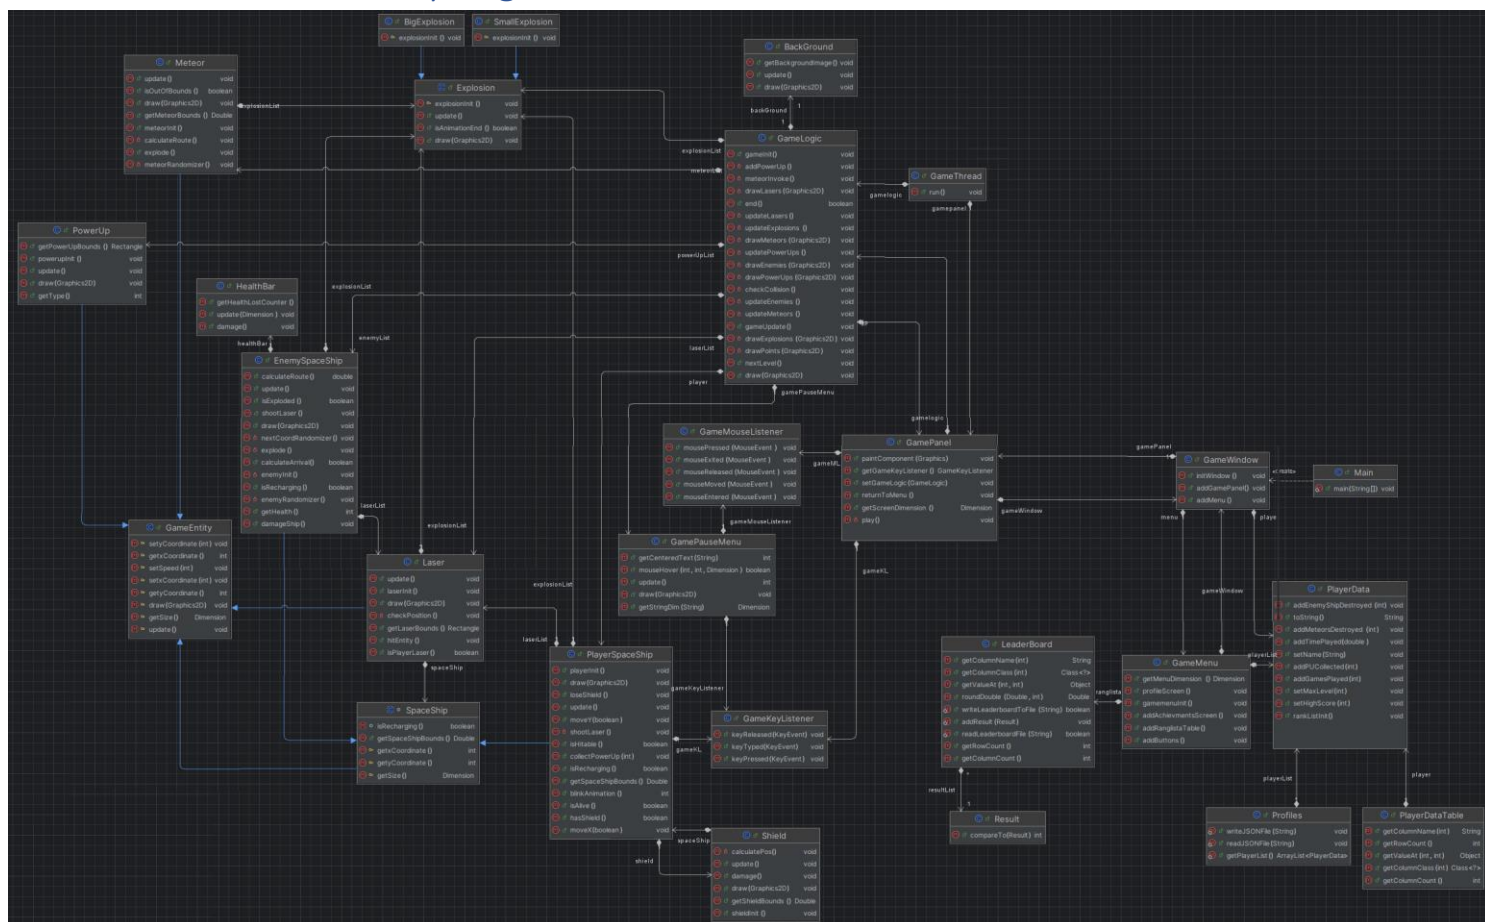 BigExplosion
explosionInit () void
SmallExplosion
explosionInit () void
BackGround
getBackgroundImage() void
update() void
draw(Graphics2D) void
Meteor
update() void
isOutOfBounds () boolean
draw(Graphics2D) void
getMeteorBounds () Double
meteorInit() void
calculateRoute() void
explode() void
meteorRandomizer() void
Explosion
explosionInit () void
update() void
isAnimationEnd () boolean
draw(Graphics2D) void
explosionList
backGround
1
1
GameLogic
gameInit() void
addPowerUp() void
meteorInvoke() void
drawLasers (Graphics2D) void
end() boolean
updateLasers () void
updateExplosions () void
drawMeteors (Graphics2D) void
updatePowerUps () void
drawEnemies (Graphics2D) void
drawPowerUps (Graphics2D) void
checkCollision () void
updateEnemies () void
updateMeteors () void
gameUpdate() void
drawExplosions (Graphics2D) void
drawPoints (Graphics2D) void
nextLevel() void
draw(Graphics2D) void
explosionList
GameThread
run() void
gamelogic
gamepanel
PowerUp
getPowerUpBounds () Rectangle
powerupInit () void
update() void
draw(Graphics2D) void
getType() int
powerUpList
HealthBar
getHealthLostCounter ()
update(Dimension ) void
damage() void
healthBar
explosionList
enemyList
laserList
player
gamePauseMenu
EnemySpaceShip
calculateRoute() double
update() void
isExploded () boolean
shootLaser() void
draw(Graphics2D) void
nextCoordRandomizer () void
explode() void
calculateArrival() boolean
enemyInit() void
isRecharging () boolean
enemyRandomizer() void
getHealth () int
damageShip() void
laserList
explosionList
gamelogic
GameMouseListener
mousePressed (MouseEvent ) void
mouseExited (MouseEvent ) void
mouseReleased (MouseEvent ) void
mouseMoved (MouseEvent ) void
mouseEntered (MouseEvent ) void
gameML
gameMouseListener
GamePanel
paintComponent (Graphics) void
getGameKeyListener () GameKeyListener
setGameLogic(GameLogic) void
returnToMenu () void
getScreenDimension () Dimension
play() void
gamePanel
gameWindow
gameKL
GameWindow
initWindow () void
addGamePanel() void
addMenu () void
menu
Main
main(String[]) void
GameEntity
setyCoordinate (int) void
getxCoordinate () int
setSpeed (int) void
setxCoordinate (int) void
getyCoordinate () int
draw(Graphics2D) void
getSize () Dimension
update() void
Laser
update() void
laserInit () void
draw(Graphics2D) void
checkPosition () void
getLaserBounds () Rectangle
hitEntity () void
isPlayerLaser() boolean
spaceShip
explosionList
laserList
GamePauseMenu
getCenteredText (String) int
mouseHover (int, int, Dimension ) boolean
update() int
draw(Graphics2D) void
getStringDim (String) Dimension
gameKeyListener
gameWindow
PlayerData
addEnemyShipDestroyed (int) void
toString () String
addMeteorsDestroyed (int) void
addTimePlayed(double ) void
setName(String) void
addPUCollected(int) void
addGamesPlayed(int) void
setMaxLevel(int) void
setHighScore (int) void
rankListInit() void
playerList
SpaceShip
isRecharging () boolean
getSpaceShipBounds () Double
getxCoordinate () int
getyCoordinate () int
getSize () Dimension
PlayerSpaceShip
playerInit () void
draw(Graphics2D) void
loseShield () void
update() void
moveY(boolean ) void
shootLaser () void
isHitable () boolean
collectPowerUp (int) void
isRecharging () boolean
getSpaceShipBounds () Double
blinkAnimation () int
isAlive () boolean
hasShield () boolean
moveX(boolean ) void
gameKL
spaceShip
shield
GameKeyListener
keyReleased(KeyEvent) void
keyTyped(KeyEvent) void
keyPressed(KeyEvent) void
LeaderBoard
getColumnName(int) String
getColumnClass (int) Class<?>
getValueAt (int, int) Object
roundDouble (Double, int) Double
writeLeaderboardToFile (String) boolean
addResult (Result) void
readLeaderboardFile (String) boolean
getRowCount () int
getColumnCount () int
ranglista
resultList
1
GameMenu
getMenuDimension () Dimension
profileScreen () void
gamemenuInit () void
addAchievmentsScreen () void
addRanglistaTable() void
addButtons() void
playerList
player
Shield
calculatePos() void
update() void
damage() void
draw(Graphics2D) void
getShieldBounds () Double
shieldInit () void
Result
compareTo(Result) int
Profiles
writeJSONFile (String) void
readJSONFile (String) void
getPlayerList () ArrayList<PlayerData>
PlayerDataTable
getColumnName(int) String
getRowCount () int
getValueAt (int, int) Object
getColumnClass (int) Class<?>
getColumnCount () int